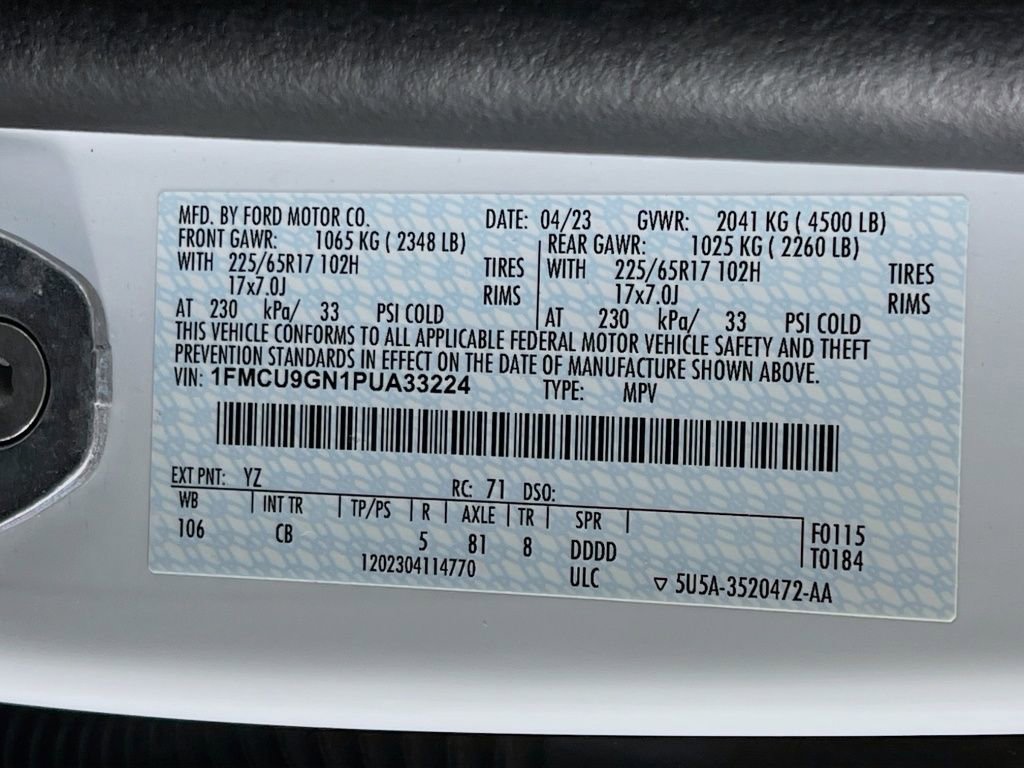 MFD. BY FORD MOTOR CO. DATE: 04/23 GVWR: 2041 KG ( 4500 LB)
FRONT GAWR: 1065 KG ( 2348 LB) REAR GAWR: 1025 KG ( 2260 LB)
WITH 225/65R17 102H TIRES WITH 225/65R17 102H TIRES
17x7.0J RIMS 17x7.0J RIMS
AT 230 kPa/ 33 PSI COLD AT 230 kPa/ 33 PSI COLD
THIS VEHICLE CONFORMS TO ALL APPLICABLE FEDERAL MOTOR VEHICLE SAFETY AND THEFT
PREVENTION STANDARDS IN EFFECT ON THE DATE OF MANUFACTURE SHOWN ABOVE.
VIN: 1FMCU9GN1PUA33224 TYPE: MPV
EXT PNT: YZ RC: 71 DSO:
WB INT TR TP/PS R AXLE TR SPR F0115
106 CB 5 81 8 DDDD T0184
1202304114770 ULC ▽ 5U5A-3520472-AA